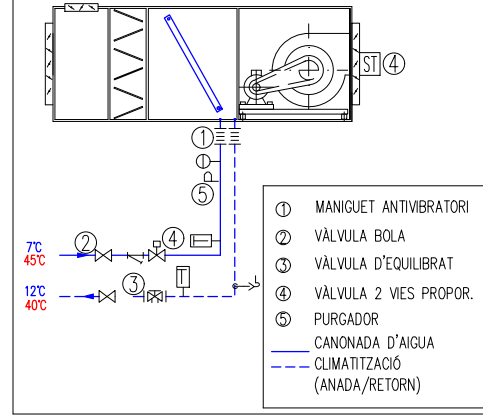 ST 4
1
5
2
4
7°C
45°C
3
12°C
40°C
1 MANIGUET ANTIVIBRATORI
2 VÀLVULA BOLA
3 VÀLVULA D'EQUILIBRAT
4 VÀLVULA 2 VIES PROPOR.
5 PURGADOR
CANONADA D'AIGUA
CLIMATITZACIÓ
(ANADA/RETORN)